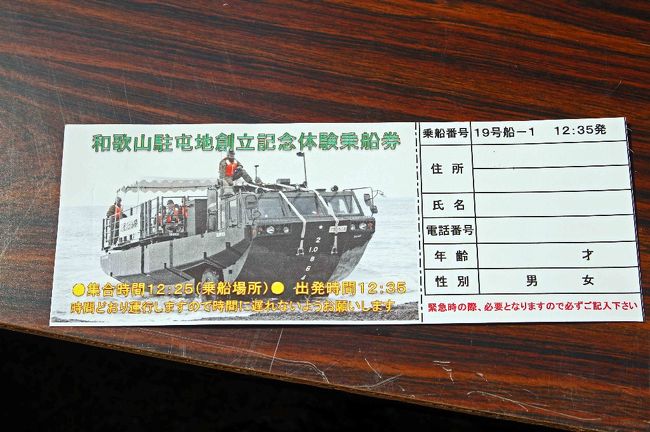 和歌山駐屯地創立記念体験乗船券
●集合時間12:25(乗船場所)● 出発時間12:35
時間どおり運行しますので時間に遅れないようお願いします
乗船番号 19号船-1 12:35発
住所
氏名
電話番号
年齢 才
性別 男 女
緊急時の際、必要となりますので必ずご記入下さい